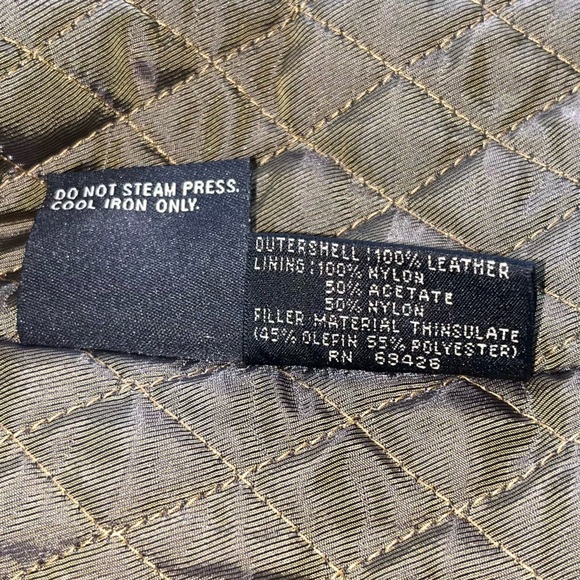 DO NOT STEAM PRESS.
COOL IRON ONLY.
OUTERSHELL:100% LEATHER
LINING:100% NYLON
50% ACETATE
50% NYLON
FILLER MATERIAL THINSULATE
(45% OLEFIN 55% POLYESTER)
RN 69426